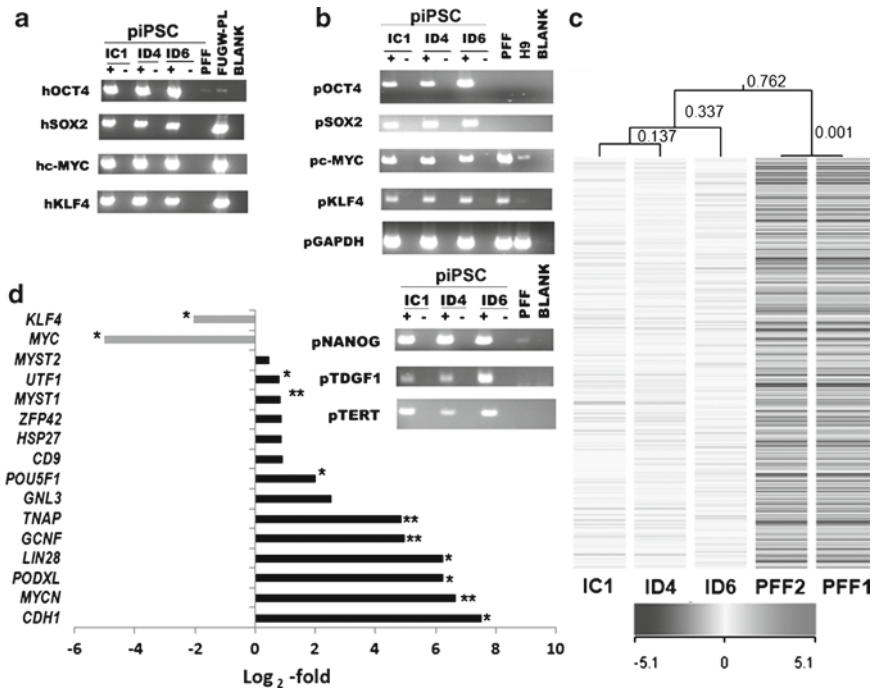 a
piPSC
IC1 ID4 ID6 PFF FUGW-PL BLANK
+ - + - + -
hOCT4
hSOX2
hc-MYC
hKLF4
b
piPSC
IC1 ID4 ID6 PFF H9 BLANK
+ - + - + -
pOCT4
pSOX2
pc-MYC
pKLF4
pGAPDH
piPSC
IC1 ID4 ID6 PFF BLANK
+ - + - + -
pNANOG
pTDGF1
pTERT
c
0.762
0.337
0.137
0.001
IC1 ID4 ID6 PFF2 PFF1
-5.1 0 5.1
d
KLF4 *
MYC *
MYST2
UTF1 *
MYST1 **
ZFP42
HSP27
CD9
POU5F1 *
GNL3
TNAP **
GCNF **
LIN28 *
PODXL *
MYCN **
CDH1 *
-6 -4 -2 0 2 4 6 8 10
Log2 -fold